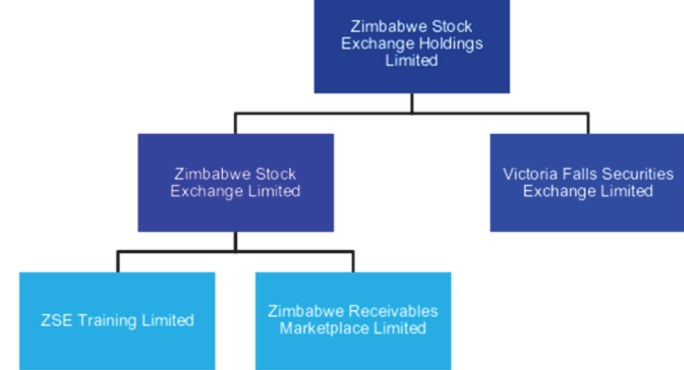 Zimbabwe Stock
Exchange Holdings
Limited
Zimbabwe Stock
Exchange Limited
Victoria Falls Securities
Exchange Limited
ZSE Training Limited
Zimbabwe Receivables
Marketplace Limited